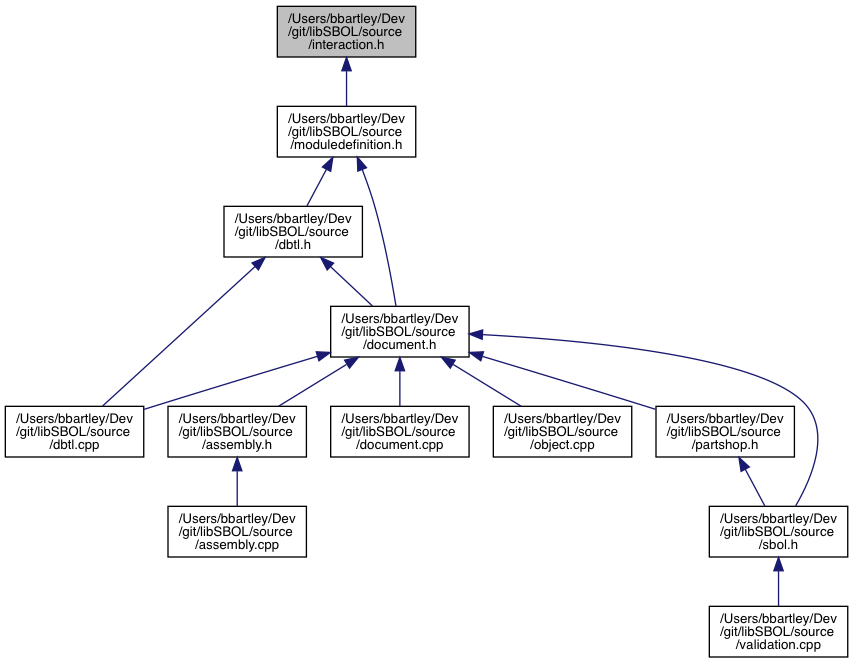 /Users/bbartley/Dev
/git/libSBOL/source
/interaction.h
/Users/bbartley/Dev
/git/libSBOL/source
/moduledefinition.h
/Users/bbartley/Dev
/git/libSBOL/source
/dbtl.h
/Users/bbartley/Dev
/git/libSBOL/source
/document.h
/Users/bbartley/Dev
/git/libSBOL/source
/dbtl.cpp
/Users/bbartley/Dev
/git/libSBOL/source
/assembly.h
/Users/bbartley/Dev
/git/libSBOL/source
/document.cpp
/Users/bbartley/Dev
/git/libSBOL/source
/object.cpp
/Users/bbartley/Dev
/git/libSBOL/source
/partshop.h
/Users/bbartley/Dev
/git/libSBOL/source
/assembly.cpp
/Users/bbartley/Dev
/git/libSBOL/source
/sbol.h
/Users/bbartley/Dev
/git/libSBOL/source
/validation.cpp